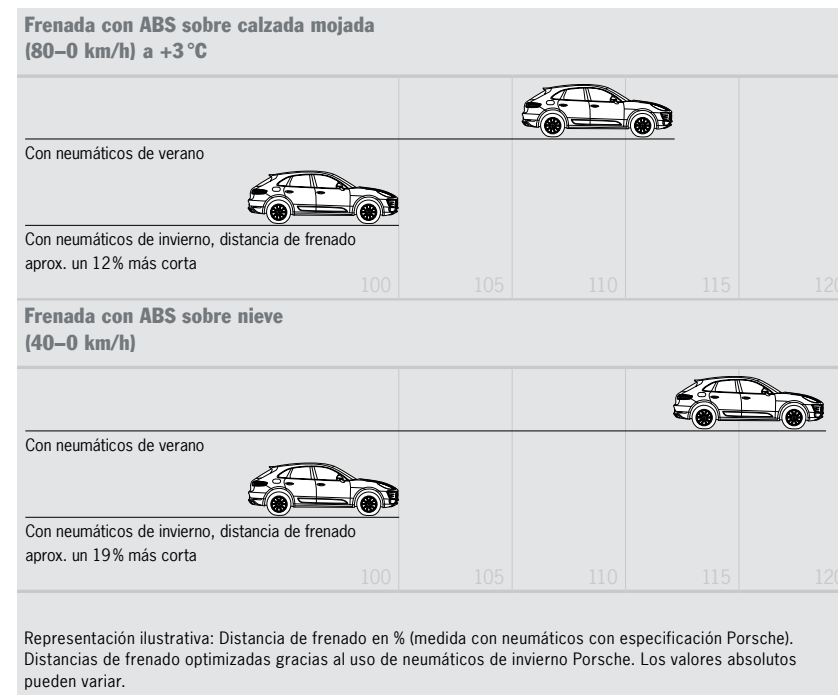 Frenada con ABS sobre calzada mojada
(80–0 km/h) a +3 °C
Con neumáticos de verano
Con neumáticos de invierno, distancia de frenado
aprox. un 12 % más corta
100 105 110 115 120
Frenada con ABS sobre nieve
(40–0 km/h)
Con neumáticos de verano
Con neumáticos de invierno, distancia de frenado
aprox. un 19 % más corta
100 105 110 115 120
Representación ilustrativa: Distancia de frenado en % (medida con neumáticos con especificación Porsche).
Distancias de frenado optimizadas gracias al uso de neumáticos de invierno Porsche. Los valores absolutos
pueden variar.